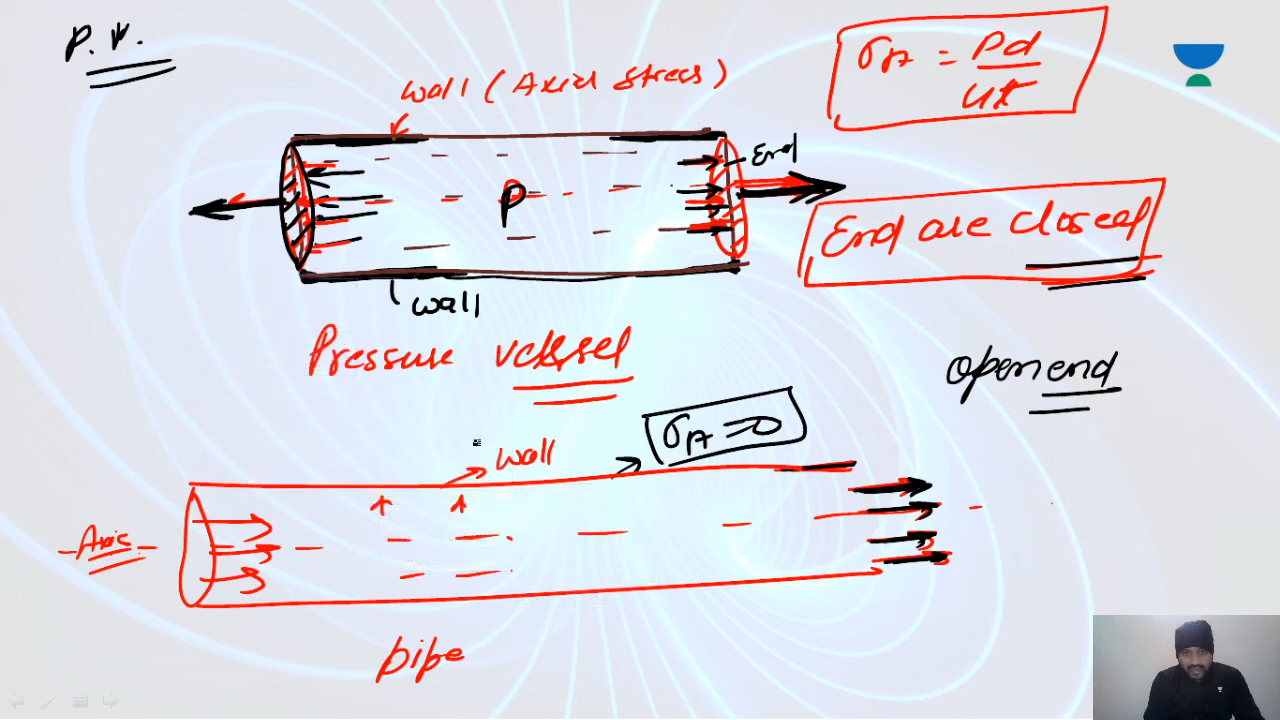 P.V.
σA = Pd/4t
wall (Axial stress)
End
P
End are closed
wall
Pressure vessel
open end
σA = 0
wall
Axis
pipe